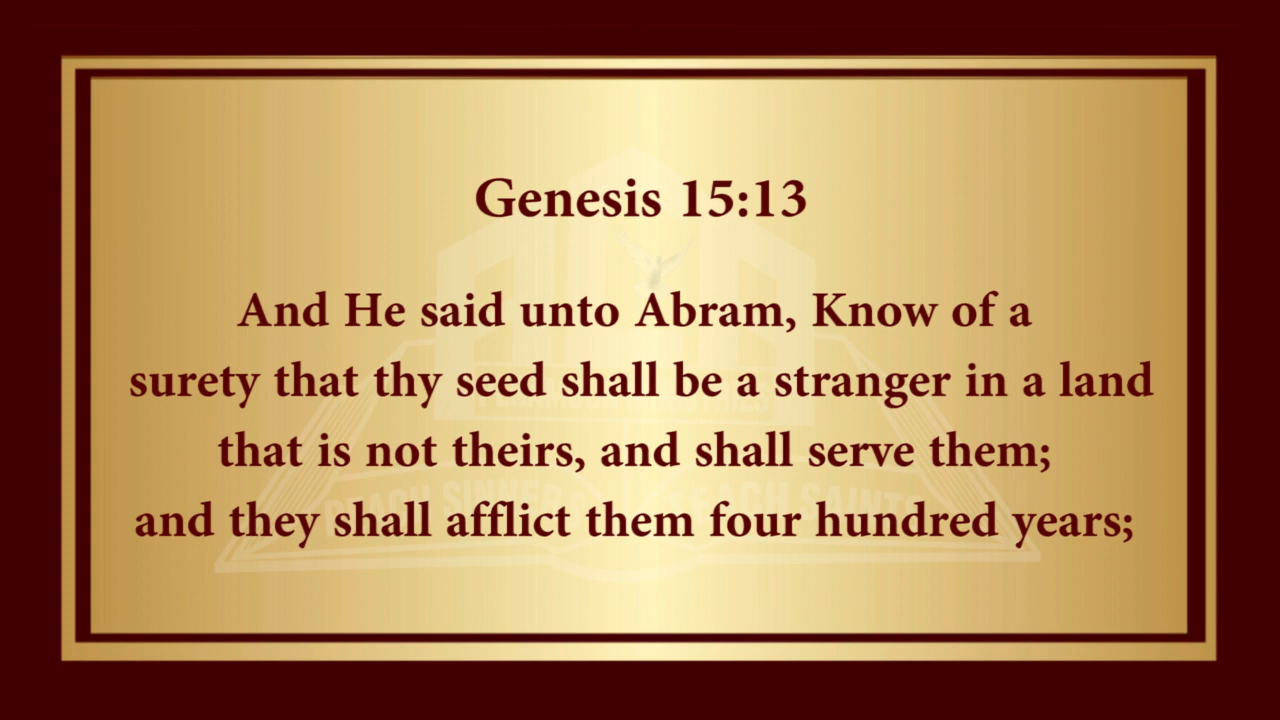 Genesis 15:13
And He said unto Abram, Know of a
surety that thy seed shall be a stranger in a land
that is not theirs, and shall serve them;
and they shall afflict them four hundred years;